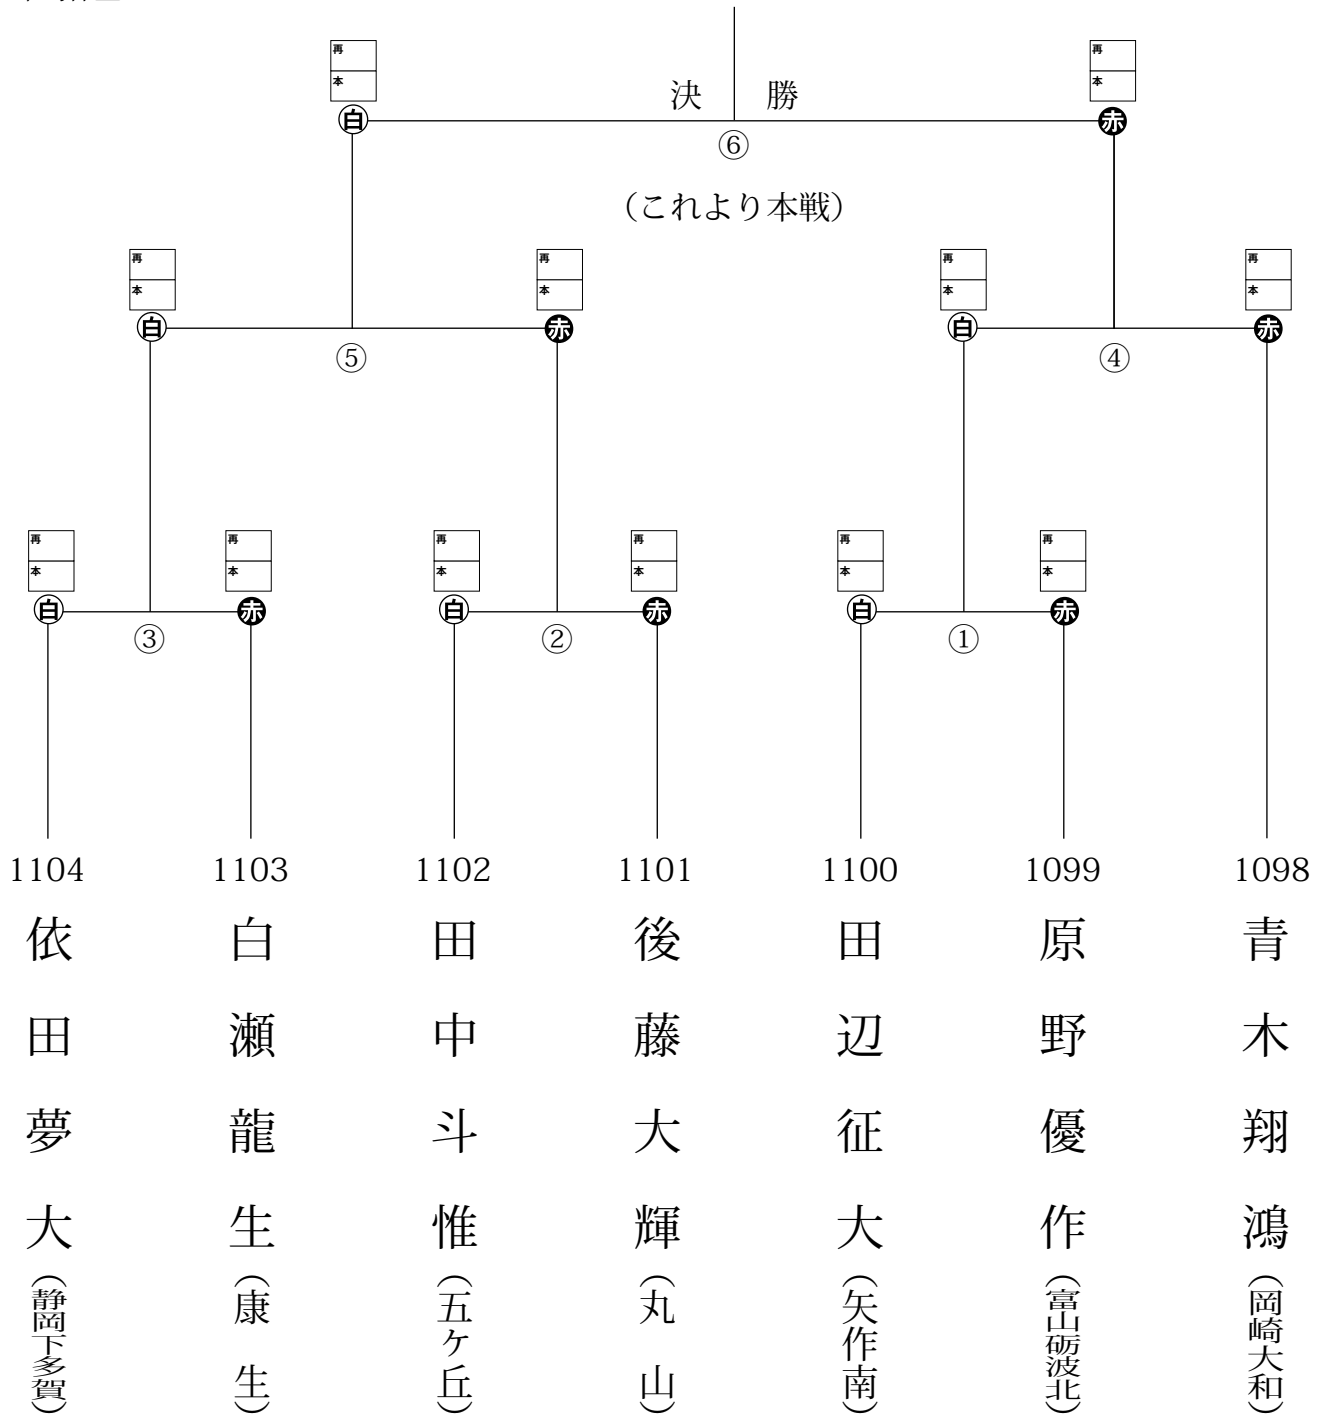 再
本
再
本
決 勝
白
赤
⑥
（これより本戦）
再
本
再
本
再
本
再
本
白
赤
白
赤
⑤
④
再
本
再
本
再
本
再
本
再
本
再
本
白
赤
白
赤
白
赤
③
②
①
1104
1103
1102
1101
1100
1099
1098
青木翔鴻（岡崎大和）
原野優作（富山砺波北）
田辺征大（矢作南）
後藤大輝（丸山）
田中斗惟（五ケ丘）
白瀬龍生（康生）
依田夢大（静岡下多賀）